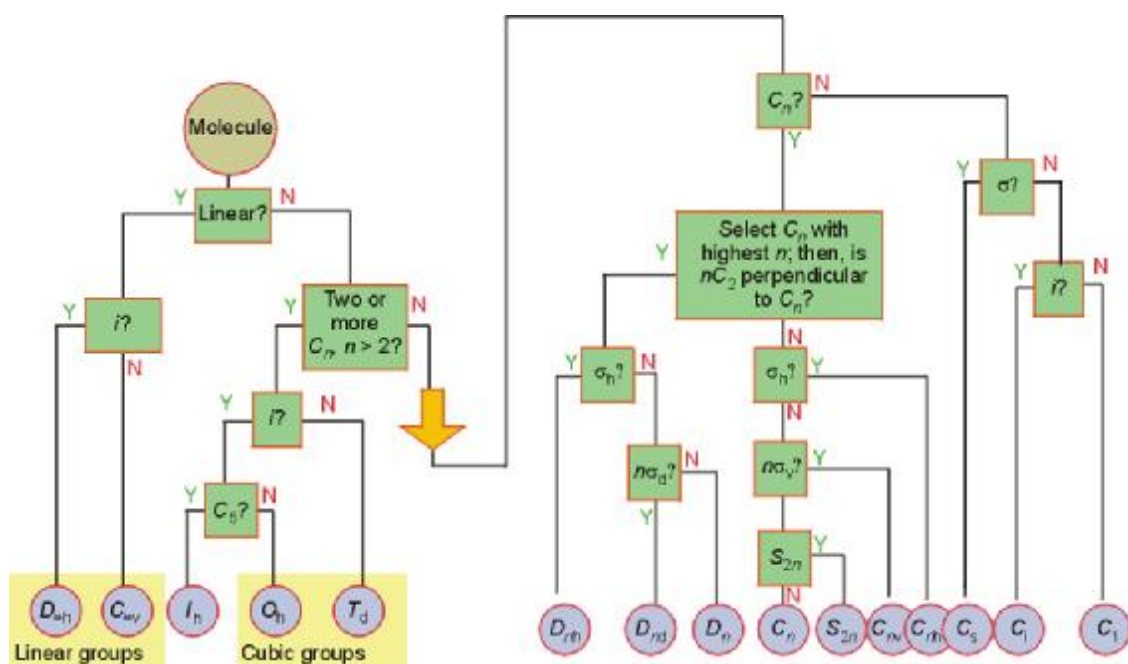 Molecule
Y
N
Linear?
Y
i?
N
Y
Two or
more
Cn, n > 2?
N
Y
i?
N
Y
C5?
N
D∞h
C∞v
Ih
Oh
Td
Linear groups
Cubic groups
Cn?
N
Y
Y
σ?
N
Y
i?
N
Y
Select Cn with
highest n; then, is
nC2 perpendicular
to Cn?
N
Y
σh?
N
σh?
Y
N
nσd?
N
Y
nσv?
Y
S2n
Y
N
Dnh
Dnd
Dn
Cn
S2n
Cnv
Cnh
Cs
Ci
C1